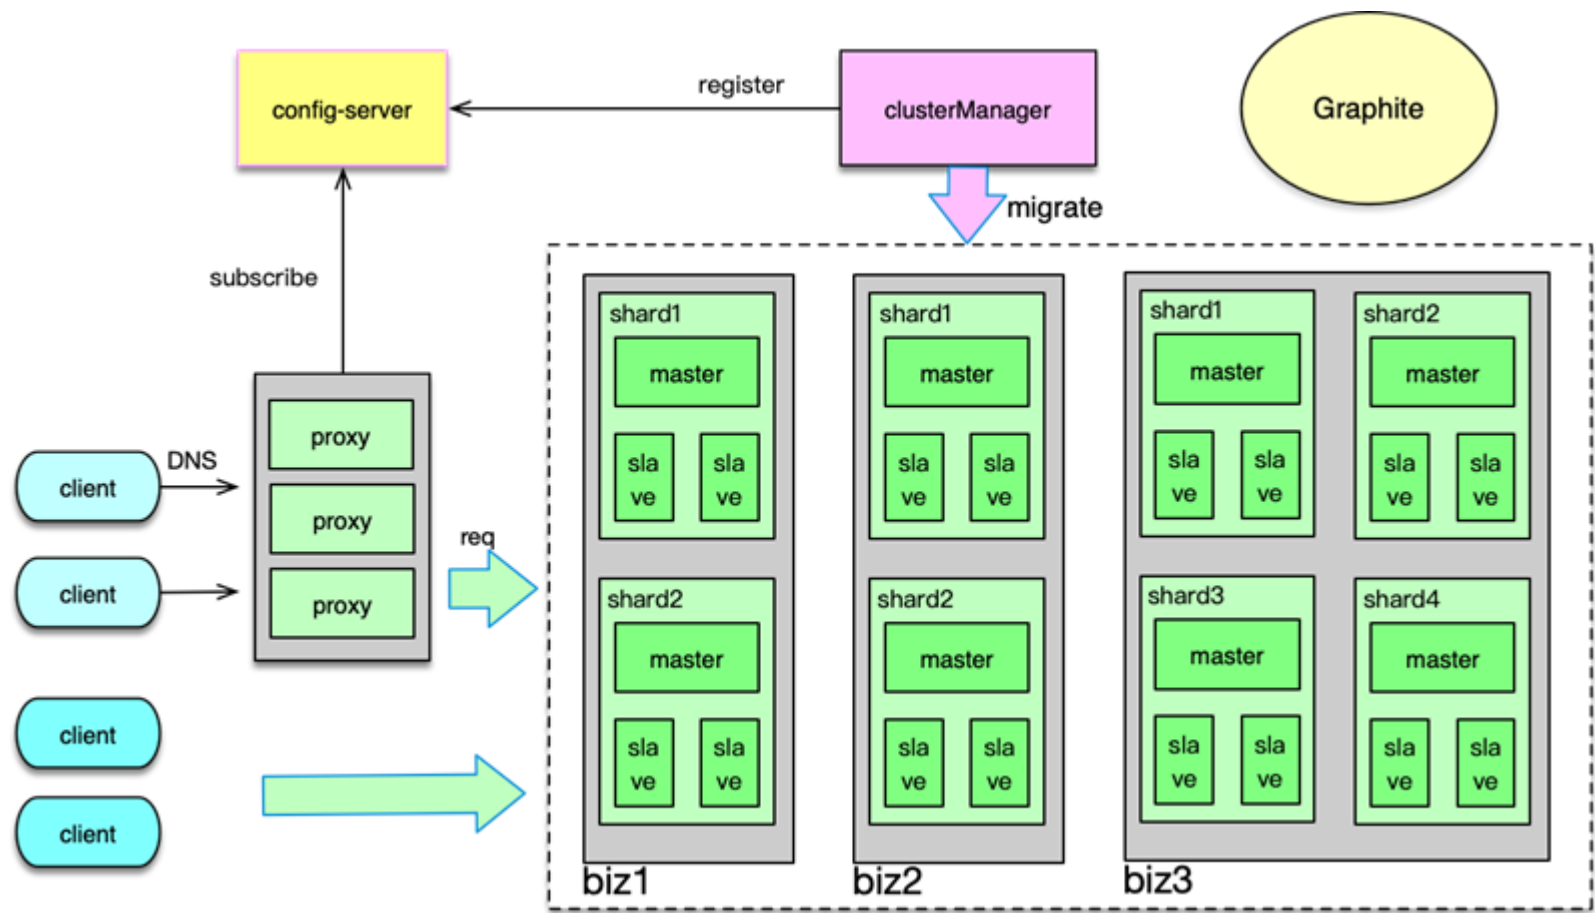 config-server
register
clusterManager
Graphite
migrate
subscribe
DNS
client
client
client
client
proxy
proxy
proxy
req
shard1
master
sla
ve
sla
ve
shard2
master
sla
ve
sla
ve
biz1
shard1
master
sla
ve
sla
ve
shard2
master
sla
ve
sla
ve
biz2
shard1
master
sla
ve
sla
ve
shard2
master
sla
ve
sla
ve
shard3
master
sla
ve
sla
ve
shard4
master
sla
ve
sla
ve
biz3